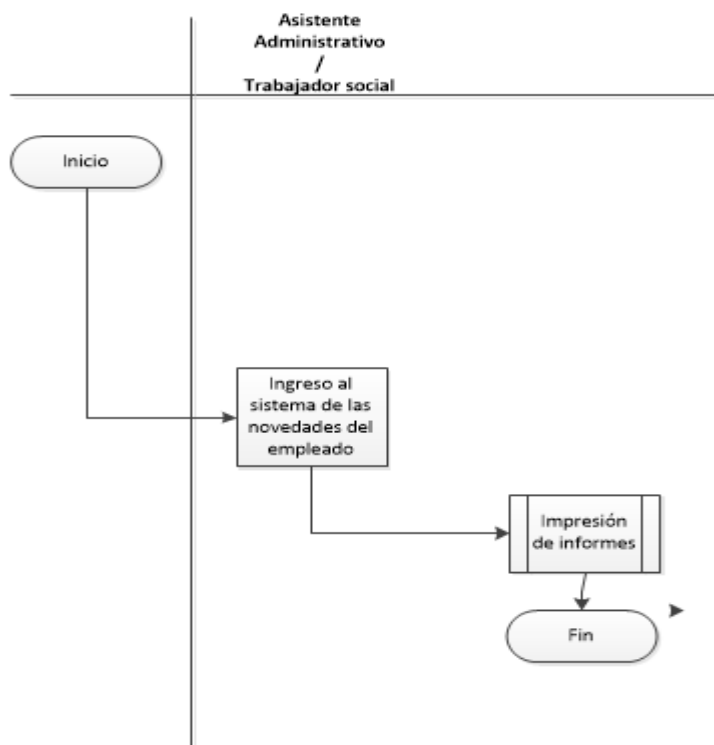 Asistente
Administrativo
/
Trabajador social
Inicio
Ingreso al
sistema de las
novedades del
empleado
Impresión
de informes
Fin